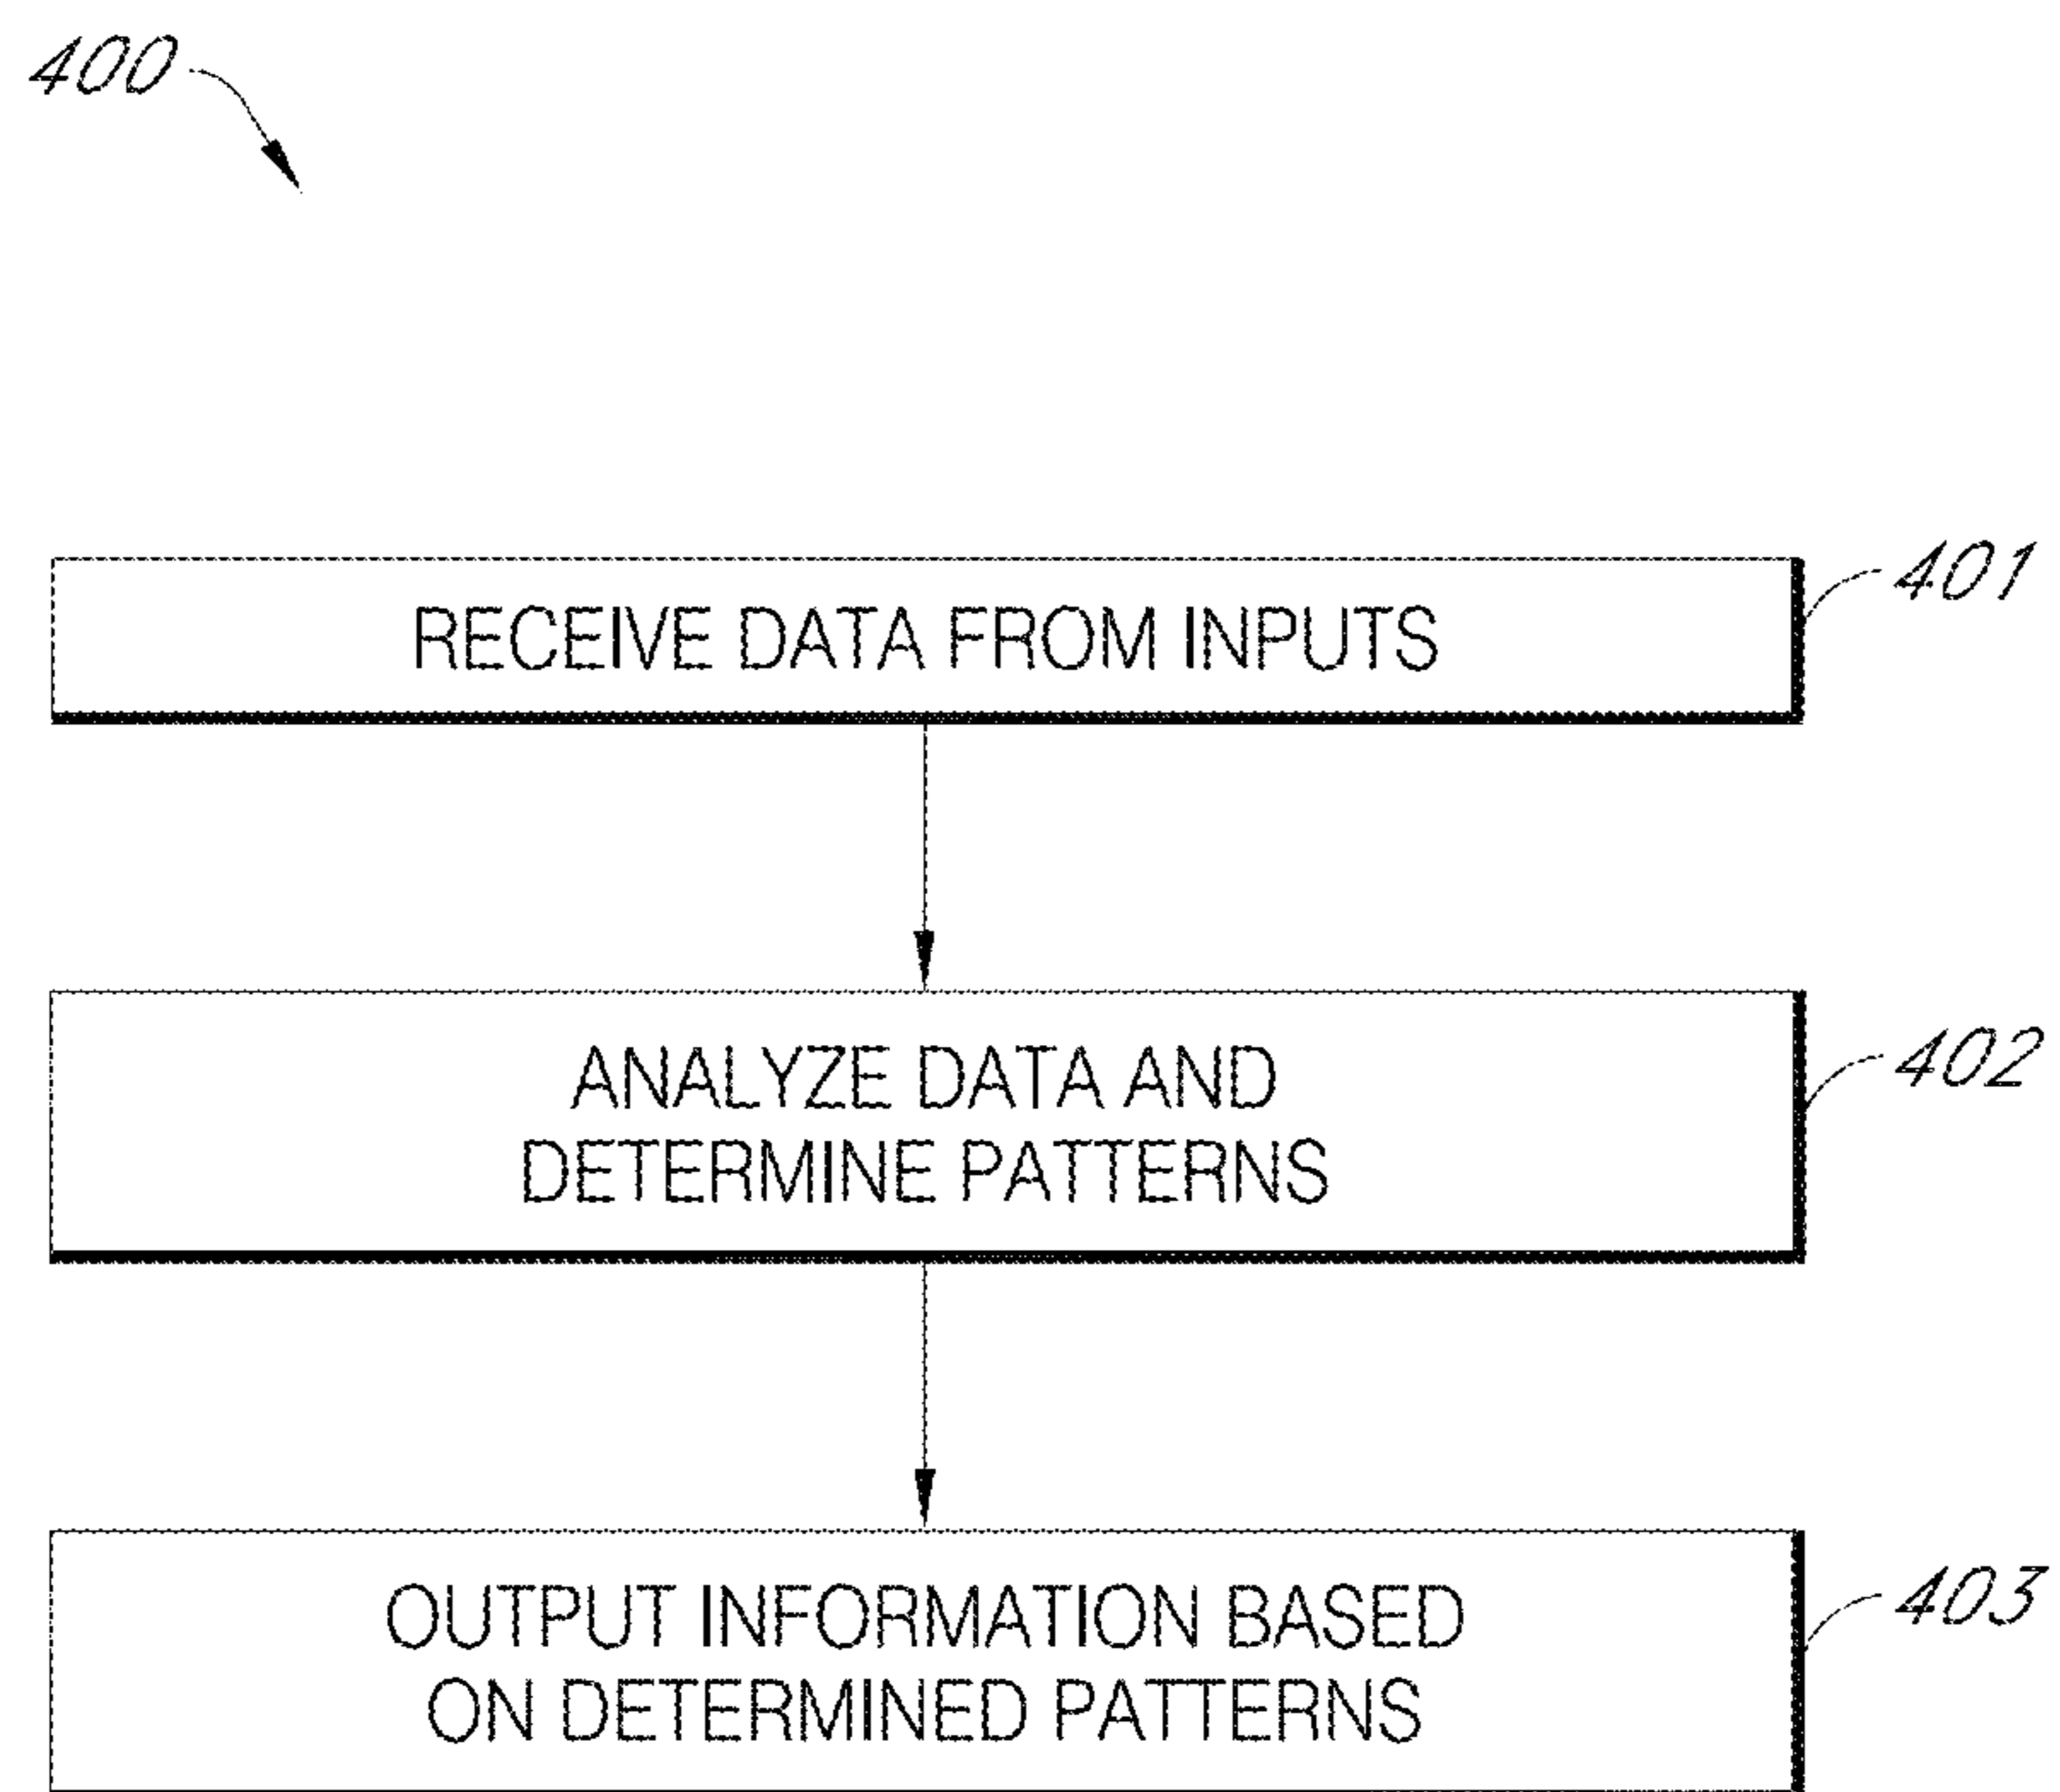 400
RECEIVE DATA FROM INPUTS
401
ANALYZE DATA AND
DETERMINE PATTERNS
402
OUTPUT INFORMATION BASED
ON DETERMINED PATTERNS
403